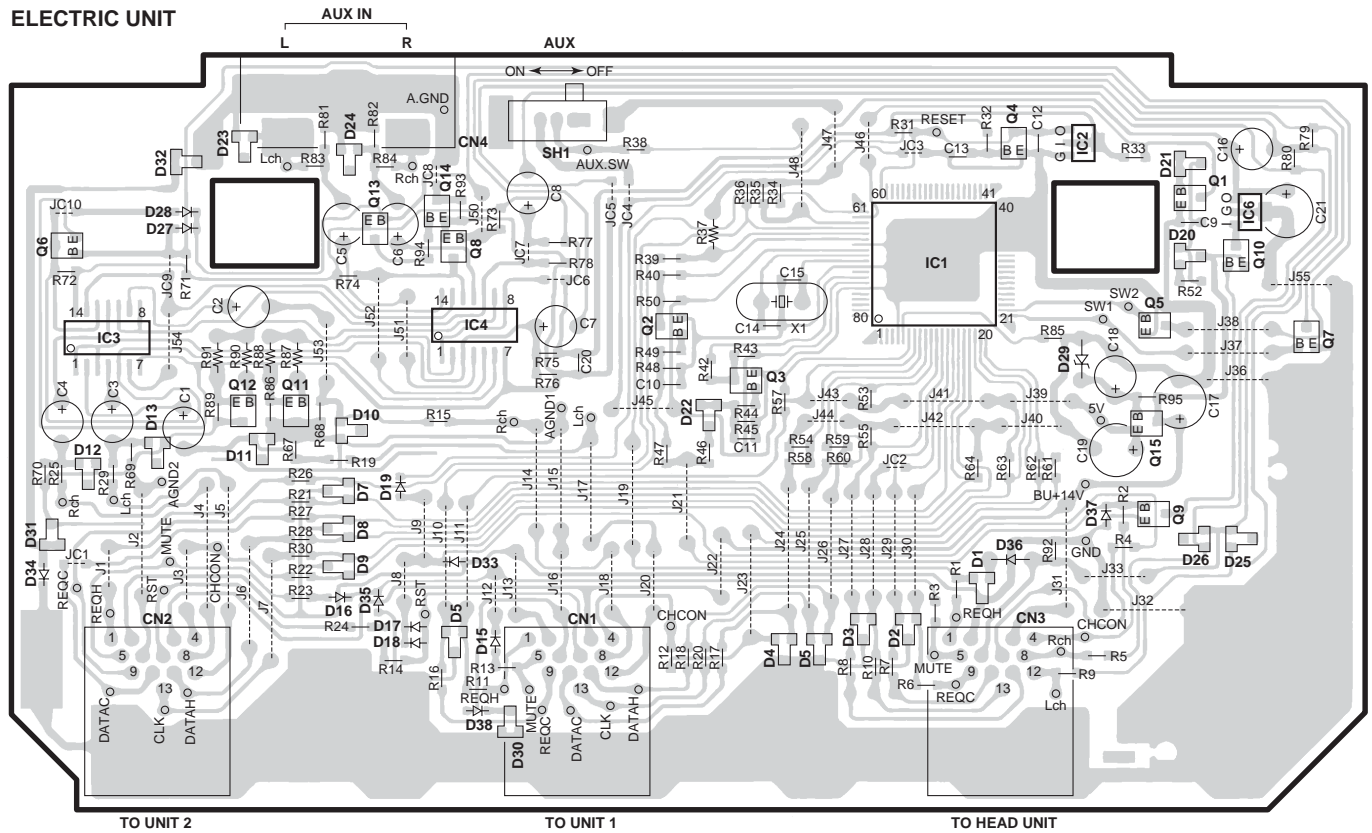 ELECTRIC UNIT
AUX IN
L R
AUX
ON OFF
A.GND
R81
R82
D23
D24
CN4
Lch
R83
R84
Rch
D32
SH1
AUX.SW
R38
J48
J47
J46
R31
RESET
R32
Q4
C12
JC3
C13
B E
G I O
IC2
R33
D21
C16
R79
R80
Q1
E B
C9
I G O
IC6
C21
D20
B E
Q10
R52
J55
JC10
D28
D27
Q6
B E
R72
JC9
R71
Q13
E B
JC8
Q14
B E
R93
J50
R73
C5
C6
R94
E B
Q8
C8
JC7
R77
R78
JC6
JC5
JC4
R36
R35
R34
R37
R39
R40
60 41
61 40
IC1
80 21
1 20
C15
C14
X1
R50
Q2
B E
R49
R48
C10
R42
R43
B E
Q3
R57
R44
R45
C11
D22
J45
R47
R46
R74
C2
J52
J51
14 8
IC3
1 7
J54
14 8
IC4
1 7
C7
R75
R76
C20
SW2
SW1
Q5
E B
R85
D29
C18
J38
J37
J36
B E
Q7
R91
R90
R88
R87
J53
Q12
Q11
B E
B E
R89
R86
R68
C4
C3
D13
C1
D10
R15
Rch
AGND1
Lch
J43
J44
R53
J41
J42
J39
J40
5V
R95
C17
E B
Q15
C19
D12
D11
R67
R19
R54
R58
R59
R60
R55
JC2
R64
R63
R62
R61
BU+14V
R70
R25
R29
R69
AGND2
Rch
Lch
R26
R21
R27
R28
R30
R22
R23
D7
D8
D9
D19
J14
J15
J17
J19
J21
R2
E B
Q9
D37
R4
GND
D31
D34
JC1
J2
MUTE
J4
J5
J9
J10
J11
D33
J22
J23
J24
J25
J26
J27
J28
J29
J30
D1
D36
R92
J31
J33
J32
D26
D25
REQC
REQH
J1
RST
J3
CHCON
J6
J7
D16
D35
J8
RST
J12
J13
J16
J18
J20
R24
D17
D18
R14
R16
D5
D15
R13
R11
REQH
D38
D30
CN2
1 4
5 8
9 12
13
DATAC
CLK
DATAH
CN1
1 4
5 8
9 12
13
MUTE
REQC
DATAC
CLK
DATAH
CHCON
R12
R18
R20
R17
D4
D5
D3
D2
R8
R10
R7
R3
R1
REQH
CN3
1 4
5 8
9 12
13
MUTE
R6
REQC
Rch
CHCON
R5
R9
Lch
TO UNIT 2
TO UNIT 1
TO HEAD UNIT